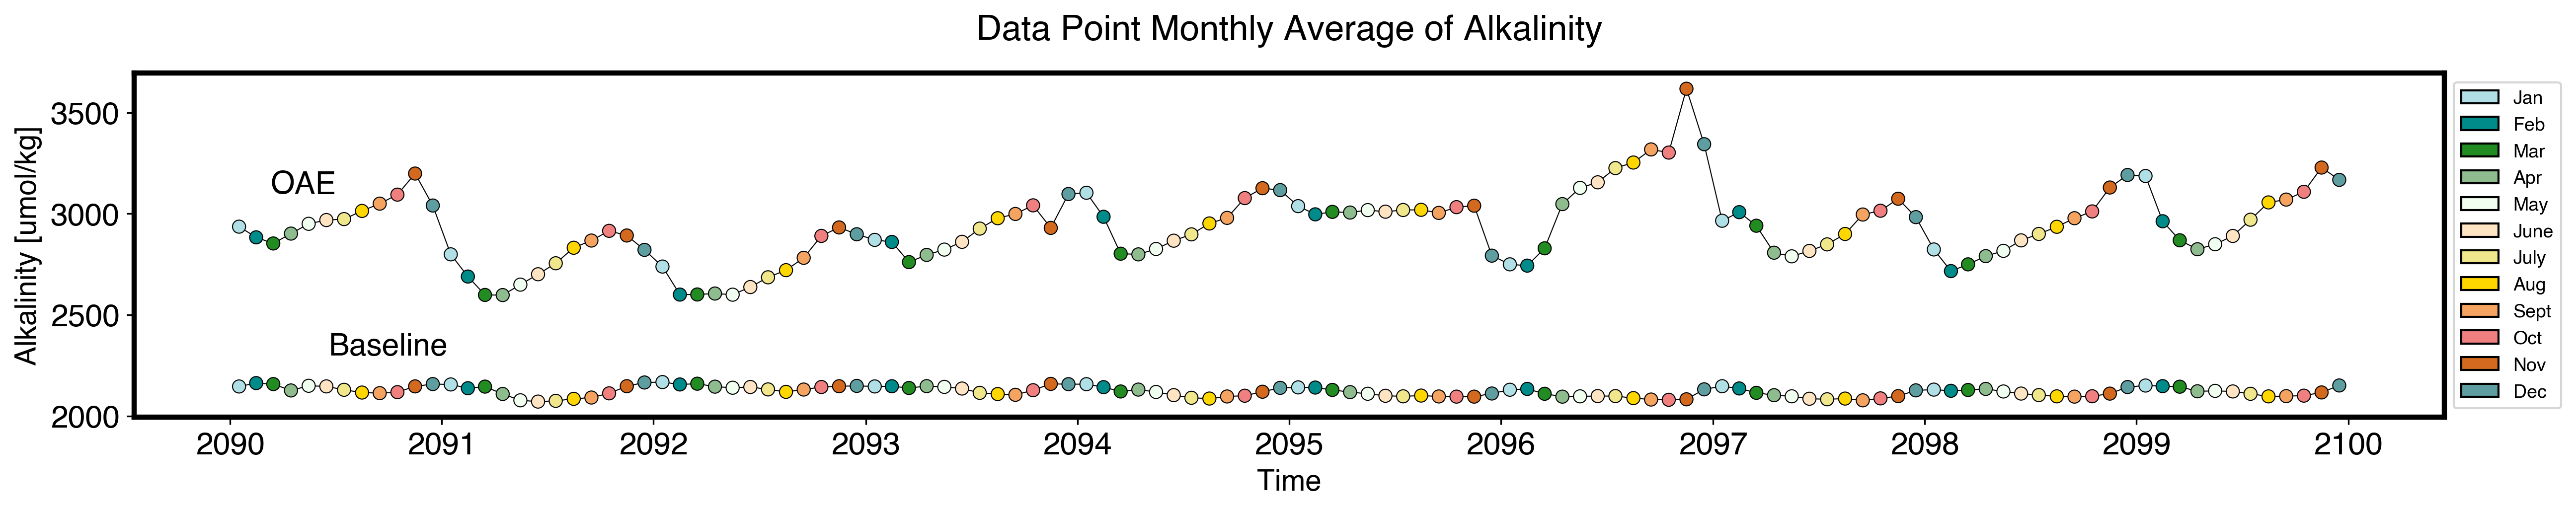 Data Point Monthly Average of Alkalinity
Alkalinity [umol/kg]
3500
3000
2500
2000
OAE
Baseline
2090 2091 2092 2093 2094 2095 2096 2097 2098 2099 2100
Time
Jan
Feb
Mar
Apr
May
June
July
Aug
Sept
Oct
Nov
Dec